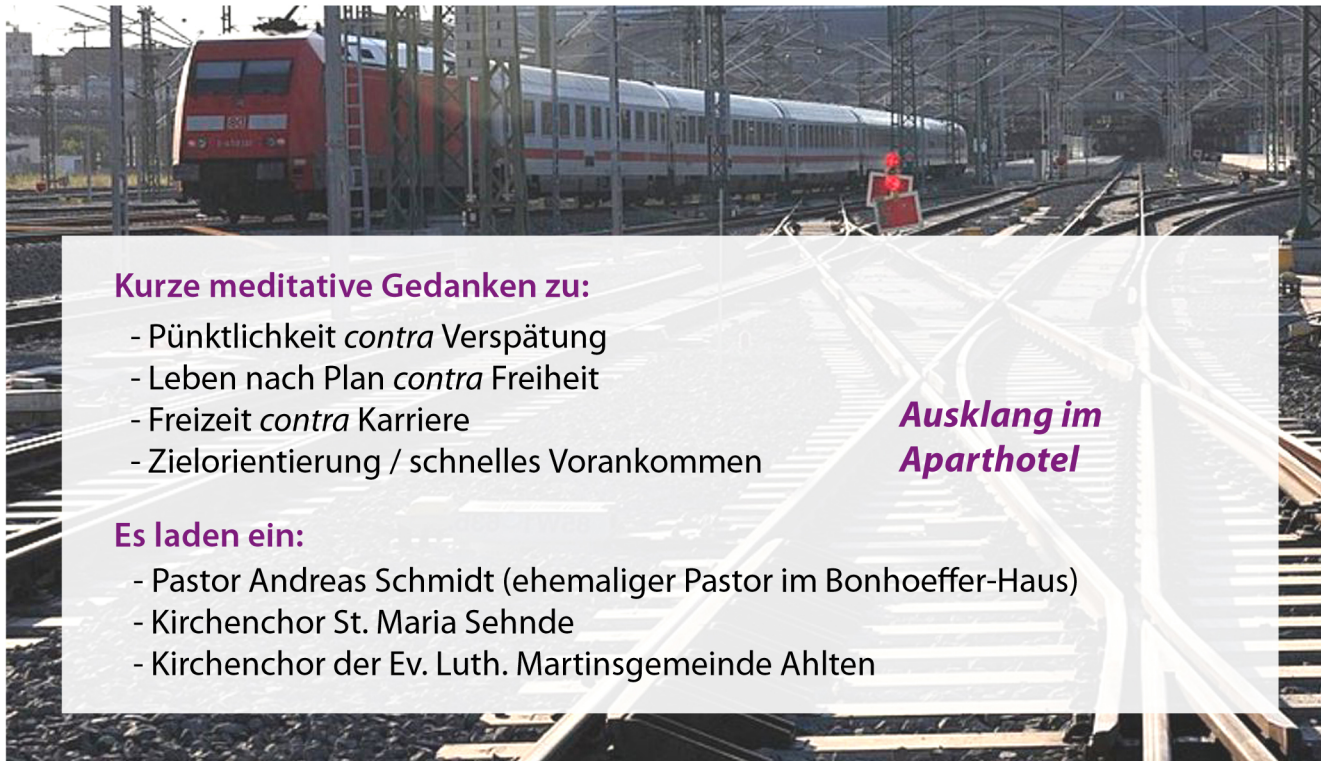 Kurze meditative Gedanken zu:
- Pünktlichkeit contra Verspätung
- Leben nach Plan contra Freiheit
- Freizeit contra Karriere
- Zielorientierung / schnelles Vorankommen
Ausklang im
Aparthotel
Es laden ein:
- Pastor Andreas Schmidt (ehemaliger Pastor im Bonhoeffer-Haus)
- Kirchenchor St. Maria Sehnde
- Kirchenchor der Ev. Luth. Martinsgemeinde Ahlten
DB